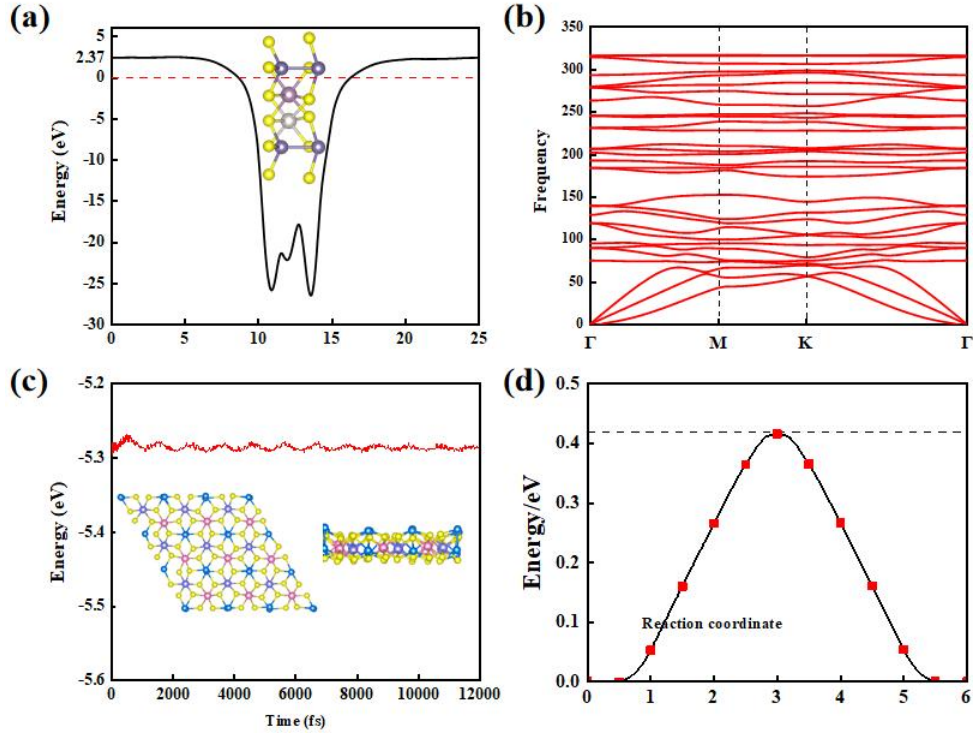 (a)
Energy (eV)
5
2.37
0
-5
-10
-15
-20
-25
-30
0 5 10 15 20 25
(b)
Frequency
350
300
250
200
150
100
50
0
Γ M K Γ
(c)
Energy (eV)
-5.2
-5.3
-5.4
-5.5
-5.6
0 2000 4000 6000 8000 10000 12000
Time (fs)
(d)
Energy/eV
0.5
0.4
0.3
0.2
0.1
0.0
Reaction coordinate
0 1 2 3 4 5 6